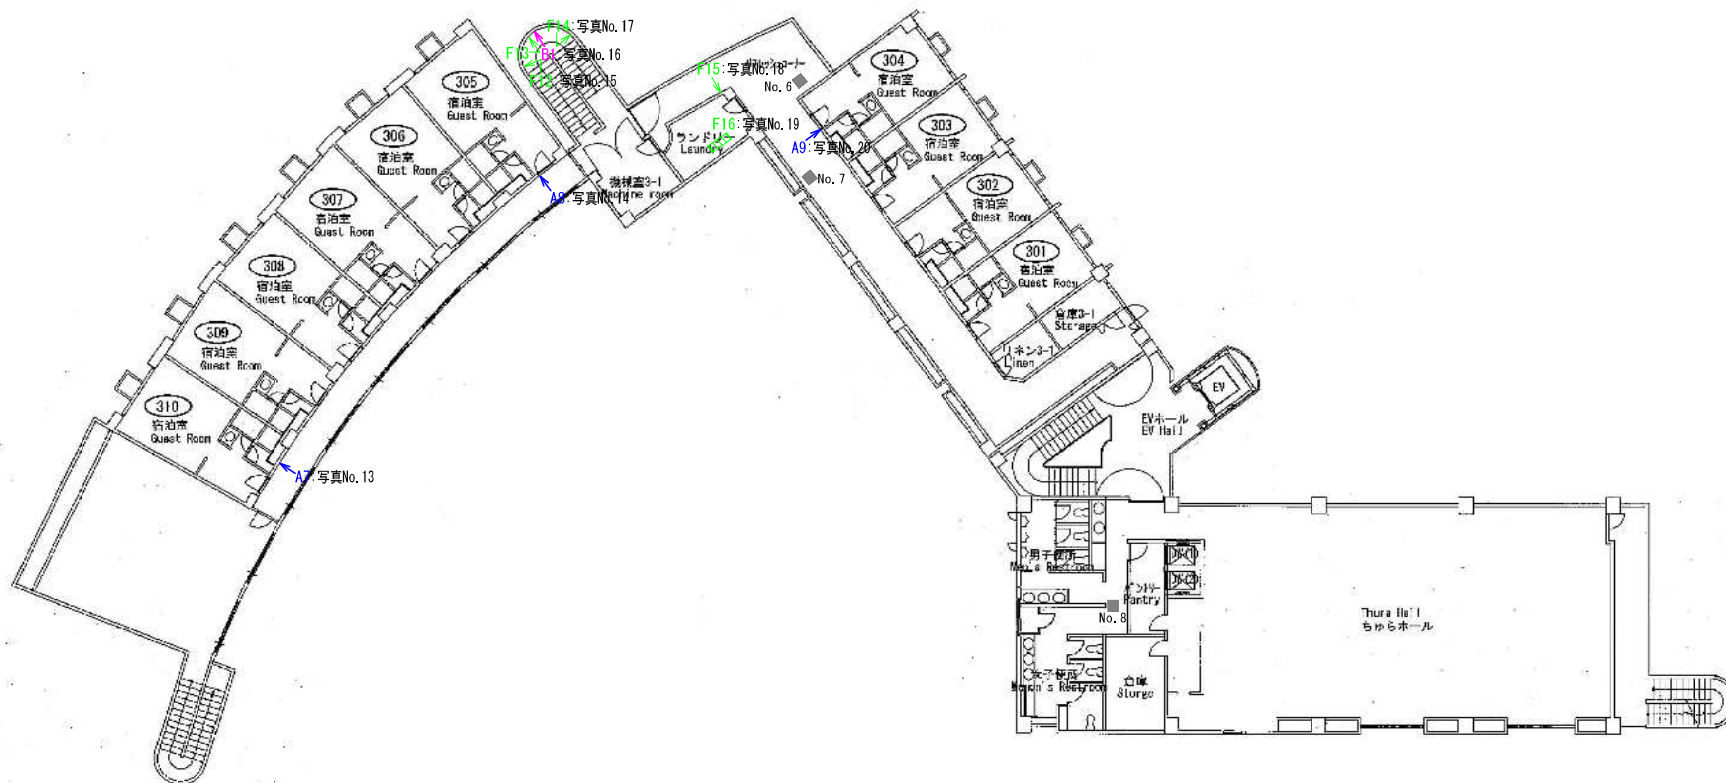 F14:写真No.17
F13
B1:写真No.16
F12:写真No.15
F15:写真No.18
No.6
305
宿泊室
Guest Room
304
宿泊室
Guest Room
306
宿泊室
Guest Room
F16:写真No.19
ランドリー
Laundry
303
宿泊室
Guest Room
A9:写真No.20
No.7
機械室3-1
Machine room
A8:写真No.14
307
宿泊室
Guest Room
302
宿泊室
Guest Room
308
宿泊室
Guest Room
301
宿泊室
Guest Room
倉庫3-1
Storage
リネン3-1
Linen
309
宿泊室
Guest Room
EV
310
宿泊室
Guest Room
EVホール
EV Hall
A7:写真No.13
男子便所
Men's Restroom
DW(1)
DW(2)
パントリー
Pantry
No.8
Thura Hall
ちゅらホール
女子便所
Women's Restroom
倉庫
Storge